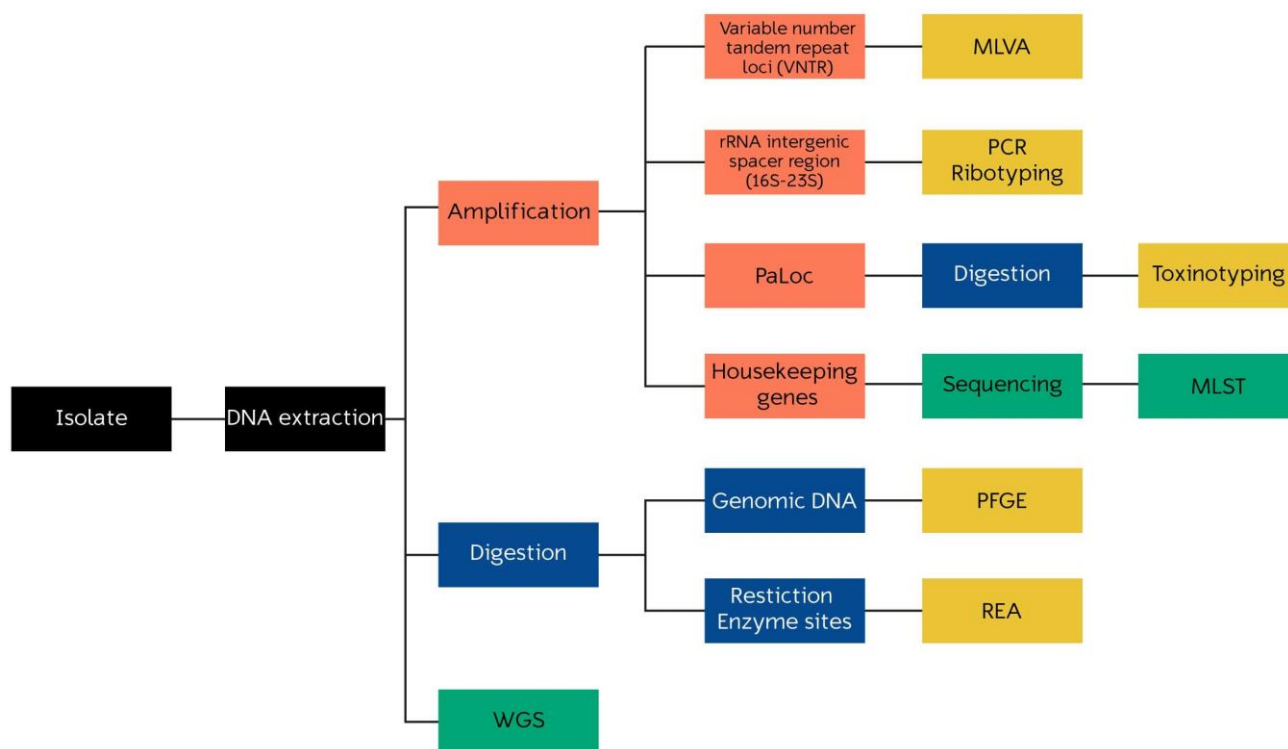 Variable number
tandem repeat
loci (VNTR)
MLVA
rRNA intergenic
spacer region
(16S-23S)
PCR
Ribotyping
Amplification
PaLoc
Digestion
Toxinotyping
Housekeeping
genes
Sequencing
MLST
Isolate
DNA extraction
Genomic DNA
PFGE
Digestion
Restiction
Enzyme sites
REA
WGS